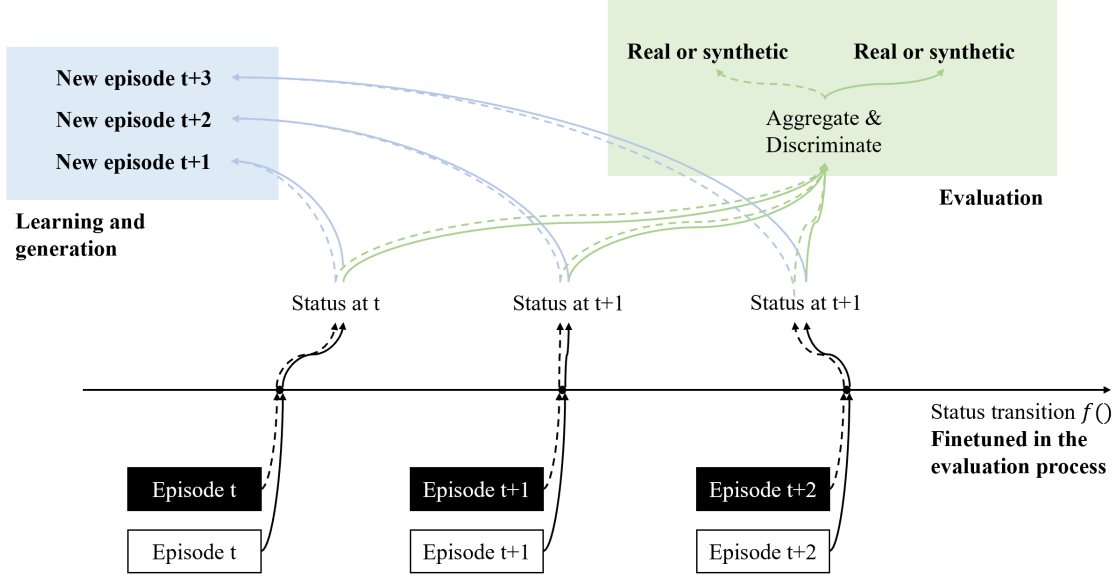 Real or synthetic
Real or synthetic
New episode t+3
New episode t+2
New episode t+1
Aggregate &
Discriminate
Evaluation
Learning and
generation
Status at t
Status at t+1
Status at t+1
Status transition f()
Finetuned in the
evaluation process
Episode t
Episode t+1
Episode t+2
Episode t
Episode t+1
Episode t+2